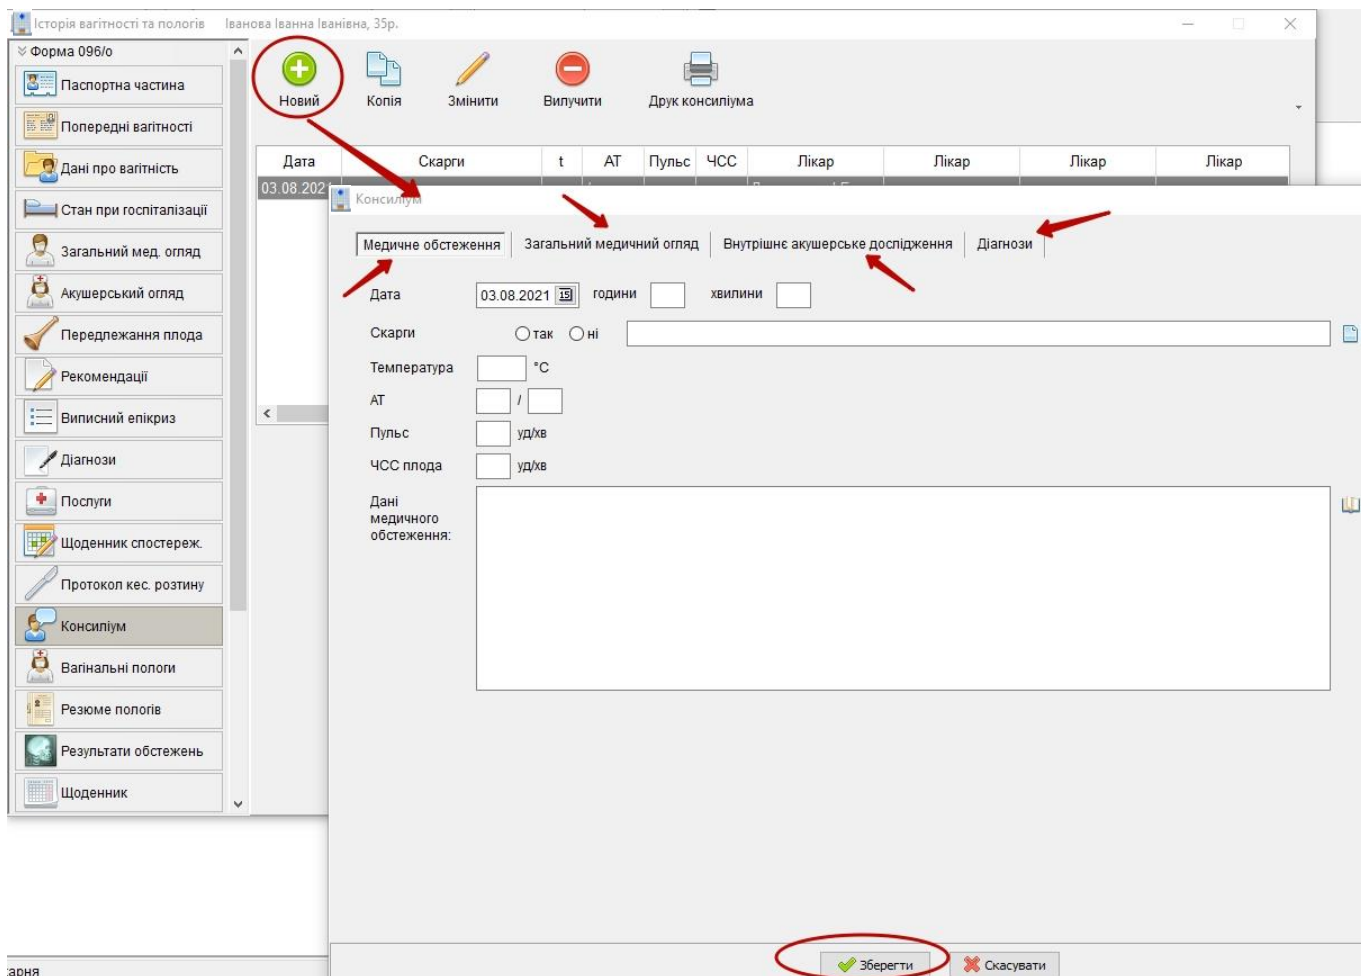 Історія вагітності та пологів Іванова Іванна Іванівна, 35р.
Форма 096/о
Паспортна частина
Попередні вагітності
Дані про вагітність
Стан при госпіталізації
Загальний мед. огляд
Акушерський огляд
Передлежання плода
Рекомендації
Виписний епікриз
Діагнози
Послуги
Щоденник спостереж.
Протокол кес. розтину
Консиліум
Вагінальні пологи
Резюме пологів
Результати обстежень
Щоденник
Новий Копія Змінити Вилучити Друк консиліума
Дата Скарги t АТ Пульс ЧСС Лікар Лікар Лікар Лікар
03.08.2021
Консиліум
Медичне обстеження Загальний медичний огляд Внутрішнє акушерське дослідження Діагнози
Дата 03.08.2021 15 години хвилини
Скарги так ні
Температура °C
АТ /
Пульс уд/хв
ЧСС плода уд/хв
Дані
медичного
обстеження:
Зберегти Скасувати